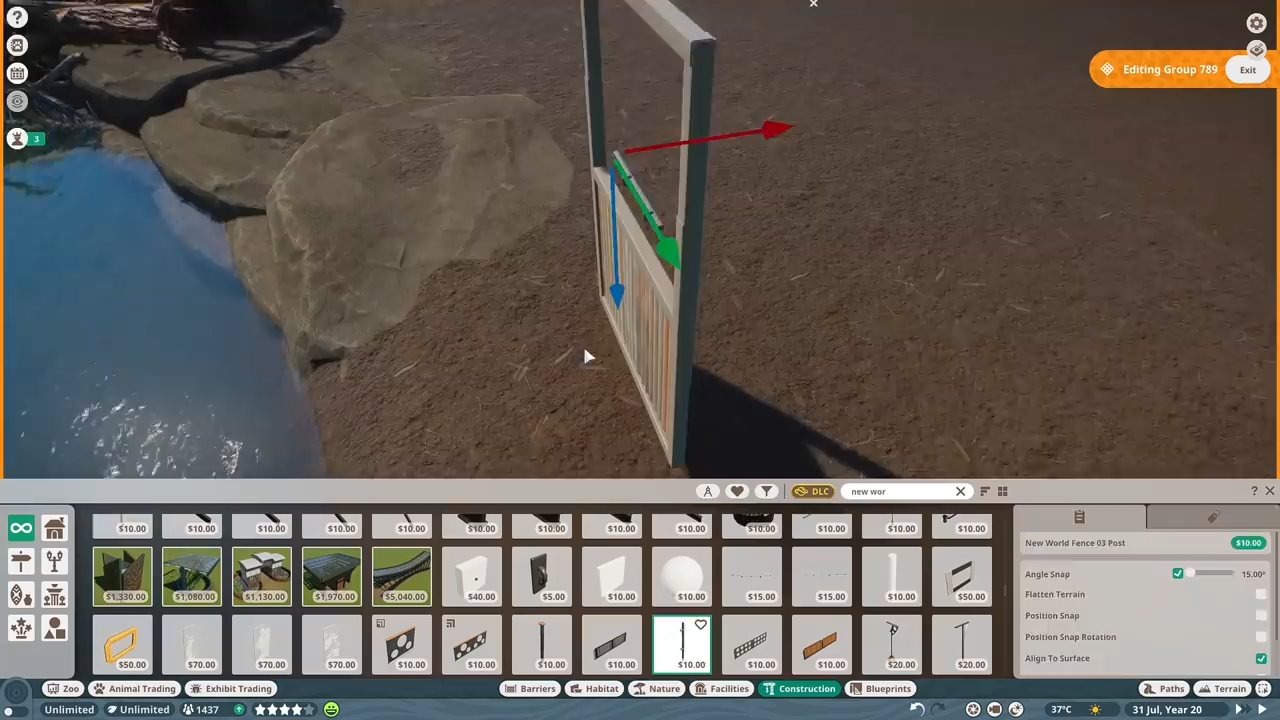 ?
Editing Group 789 Exit
3
DLC new wor ?
$10.00 $10.00 $10.00 $10.00 $10.00 $10.00 $10.00 $10.00 $10.00 $10.00 $10.00 $10.00 $10.00
$1,330.00 $1,080.00 $1,130.00 $1,970.00 $5,040.00 $40.00 $5.00 $10.00 $10.00 $15.00 $15.00 $10.00 $50.00
$50.00 $70.00 $70.00 $70.00 $10.00 $10.00 $10.00 $10.00 $10.00 $10.00 $10.00 $20.00 $20.00
New World Fence 03 Post $10.00
Angle Snap 15.00°
Flatten Terrain
Position Snap
Position Snap Rotation
Align To Surface
Zoo Animal Trading Exhibit Trading Barriers Habitat Nature Facilities Construction Blueprints Paths Terrain
Unlimited Unlimited 1437 37°C 31 Jul, Year 20